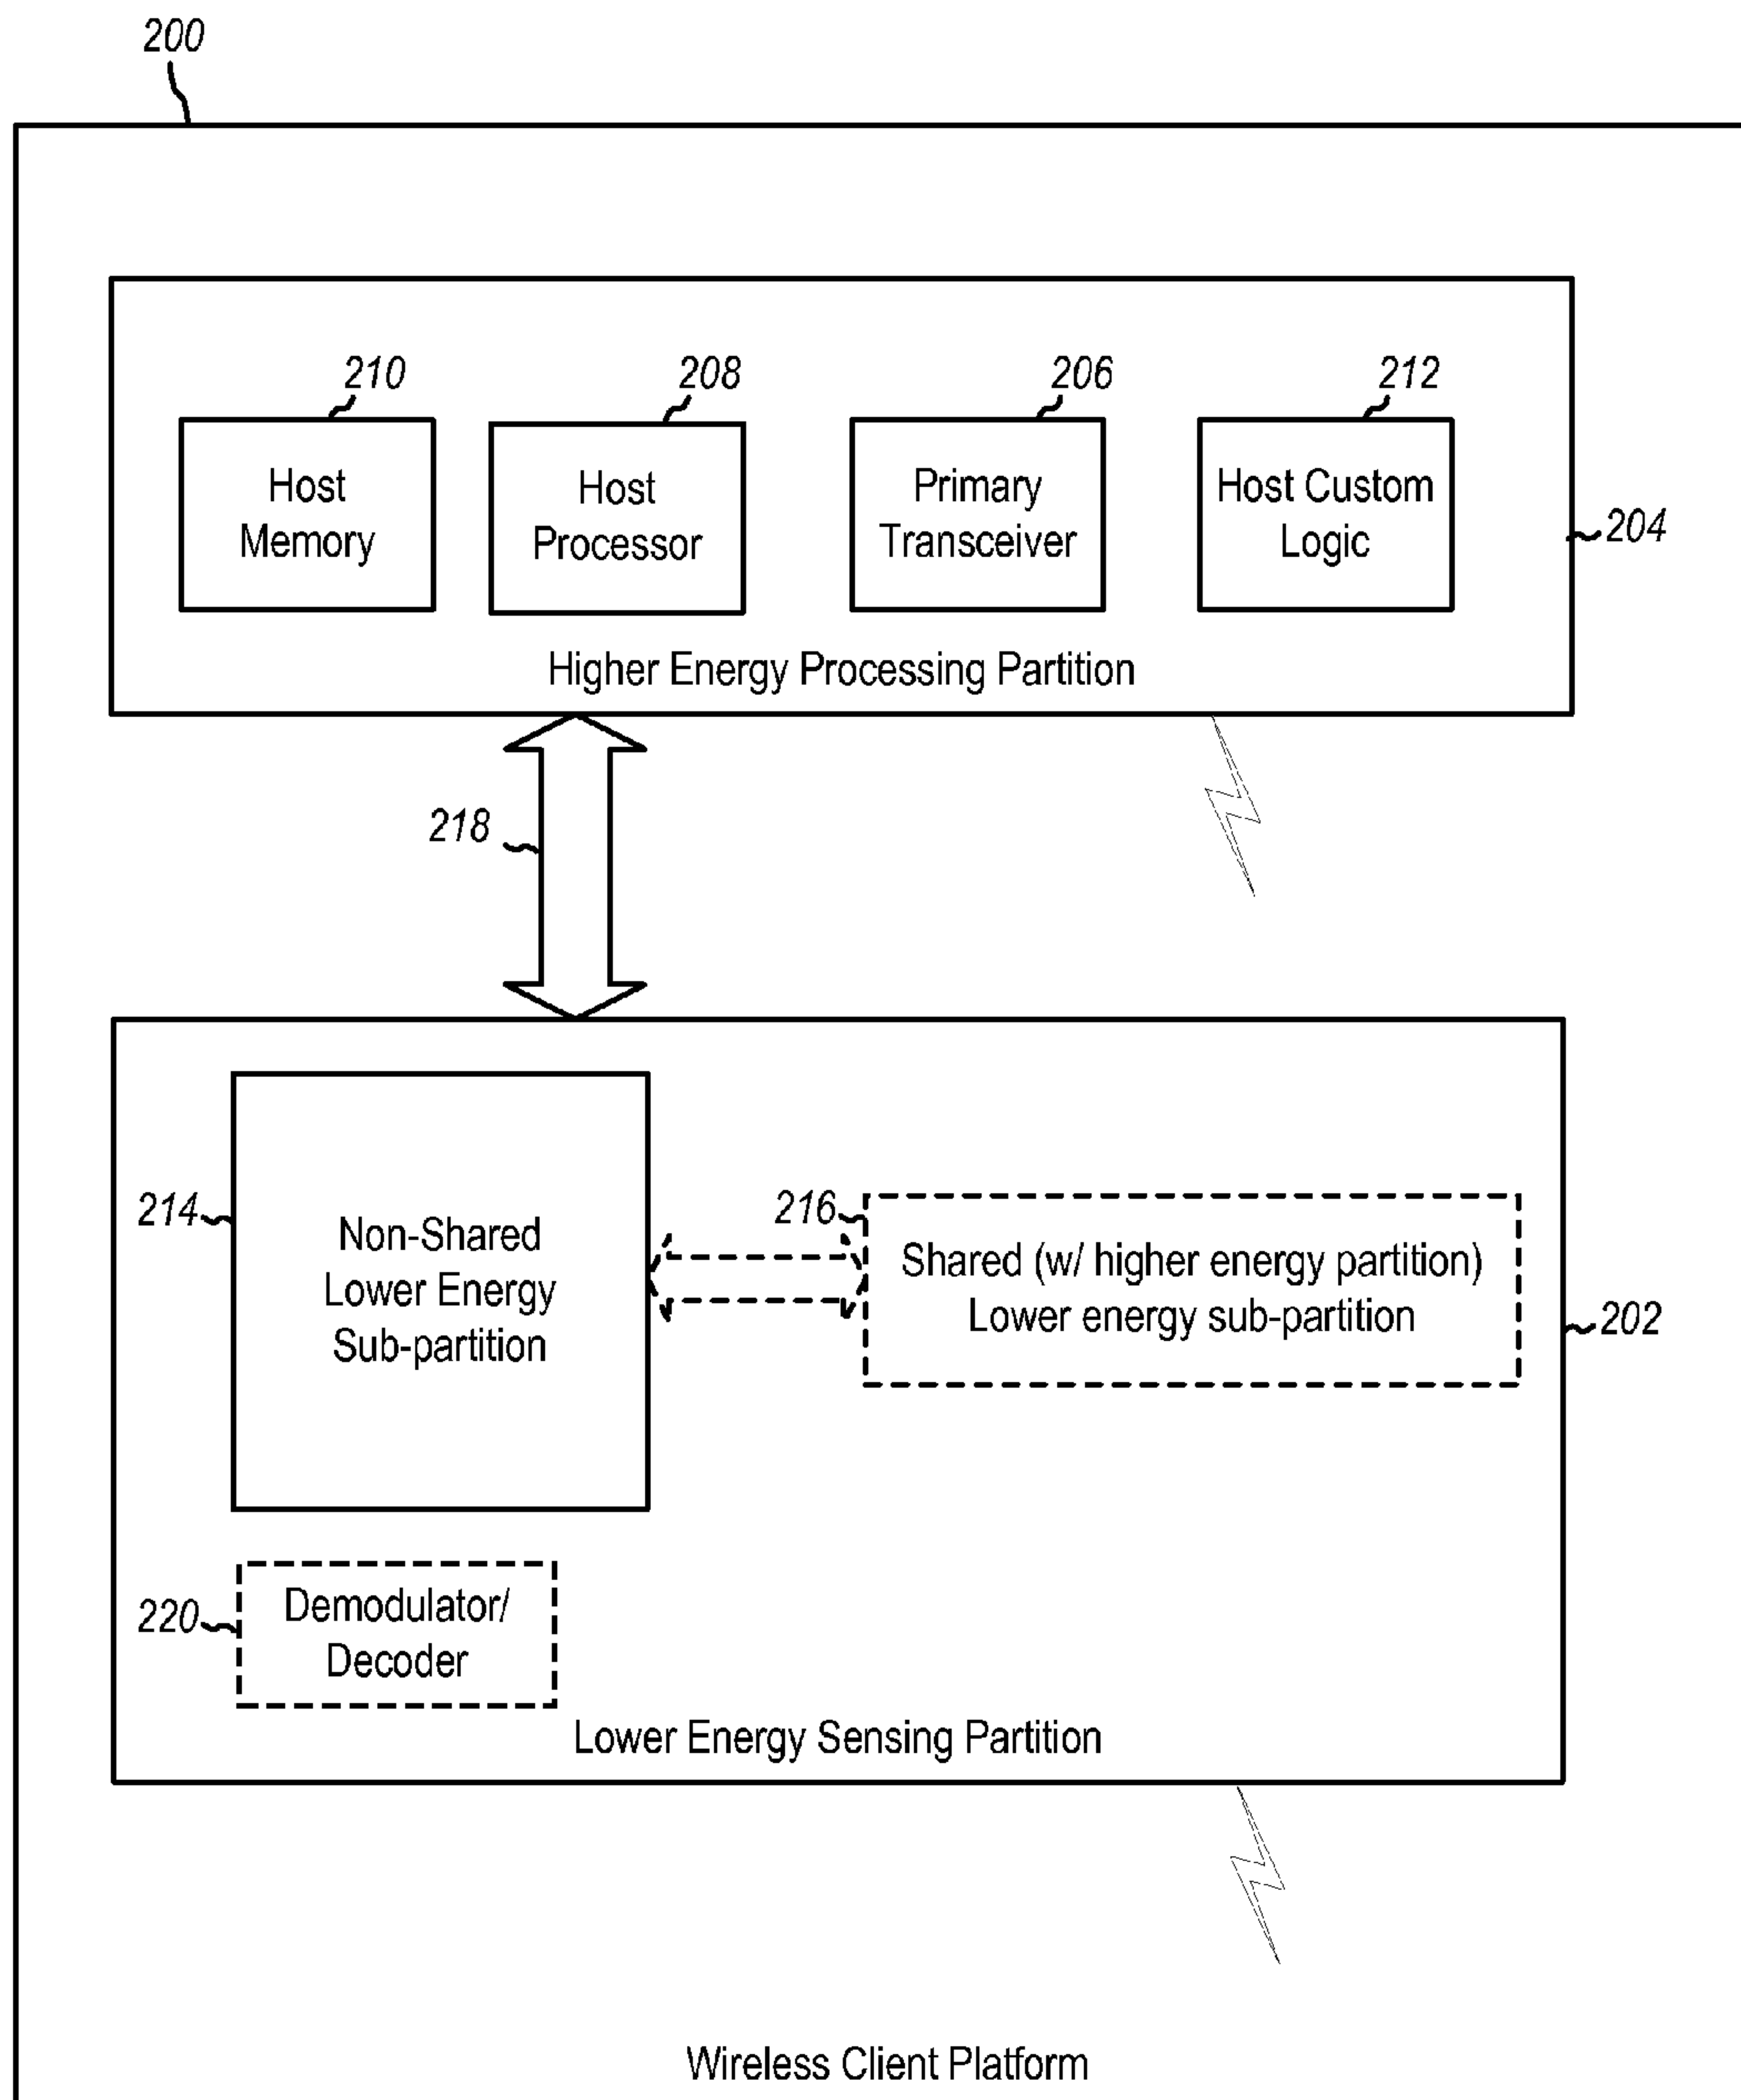 200
210
208
206
212
Host
Memory
Host
Processor
Primary
Transceiver
Host Custom
Logic
204
Higher Energy Processing Partition
218
214
Non-Shared
Lower Energy
Sub-partition
216
Shared (w/ higher energy partition)
Lower energy sub-partition
202
220
Demodulator/
Decoder
Lower Energy Sensing Partition
Wireless Client Platform